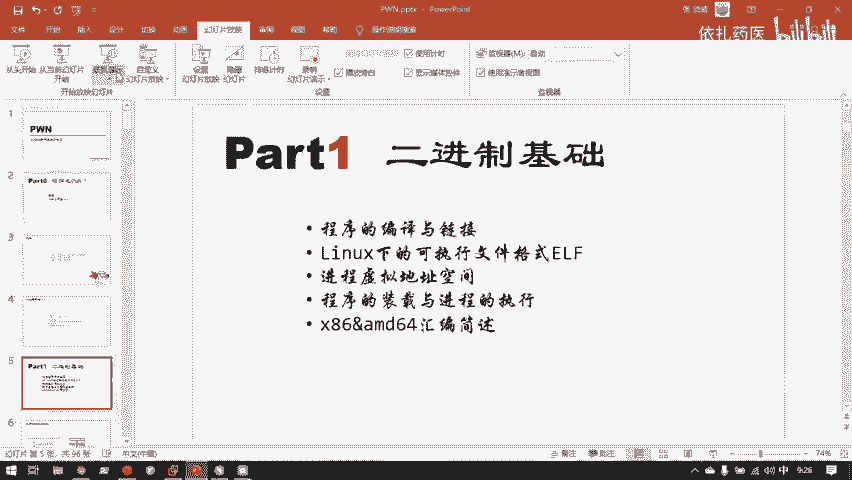 PWN.pptx - PowerPoint
依扎药医 bilibili
文件 开始 插入 设计 切换 动画 幻灯片放映 审阅 视图 帮助 操作说明搜索
从头开始 从当前幻灯片开始 自定义幻灯片放映 设置幻灯片放映 隐藏幻灯片 排练计时 录制幻灯片演示
使用计时
显示媒体控件
监视器(M): 自动
使用演示者视图
开始放映幻灯片 设置 监视器
1
PWN
2
3
4
5
Part1 二进制基础
6
Part1 二进制基础
• 程序的编译与链接
• Linux下的可执行文件格式ELF
• 进程虚拟地址空间
• 程序的装载与进程的执行
• x86&amd64汇编简述
幻灯片 第 5 张，共 96 张 中文(中国) 备注 批注 74%
中 9:26